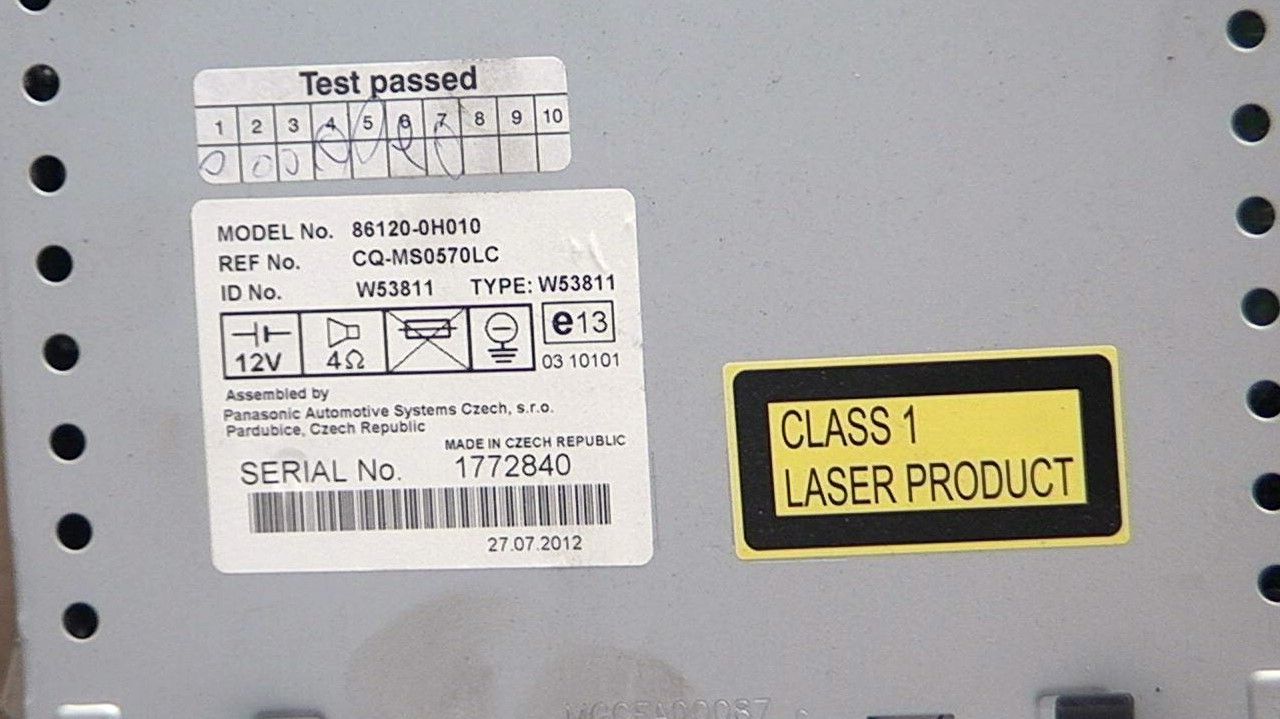 Test passed
1 2 3 4 5 6 7 8 9 10
MODEL No. 86120-0H010
REF No. CQ-MS0570LC
ID No. W53811 TYPE: W53811
12V 4Ω e13
03 10101
Assembled by
Panasonic Automotive Systems Czech, s.r.o.
Pardubice, Czech Republic
MADE IN CZECH REPUBLIC
SERIAL No. 1772840
27.07.2012
CLASS 1
LASER PRODUCT